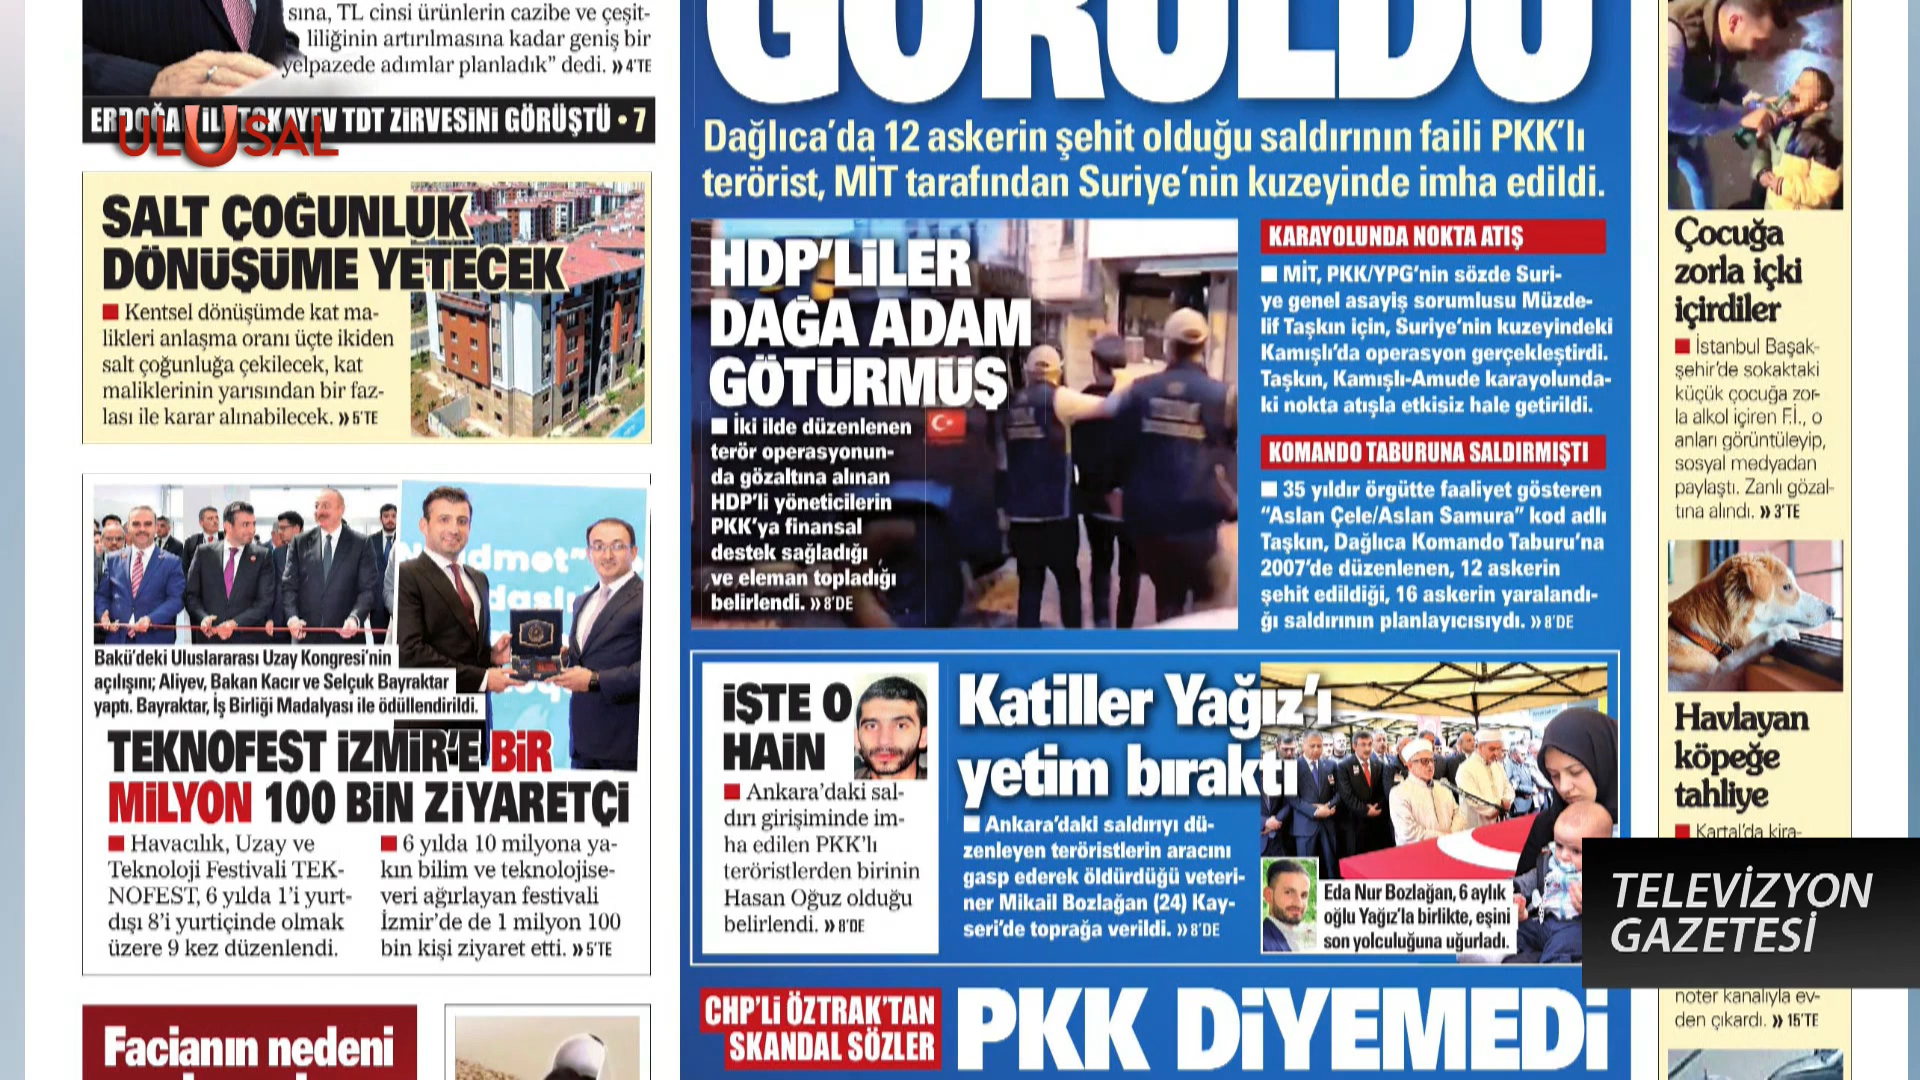 sına, TL cinsi ürünlerin cazibe ve çeşit-
liliğinin artırılmasına kadar geniş bir
yelpazede adımlar planladık” dedi. »4’TE
ERDOĞAN İLE TOKAYEV TDT ZiRVESiNi GÖRÜŞTÜ • 7
ULUSAL
SALT ÇOĞUNLUK
DÖNÜŞÜME YETECEK
■ Kentsel dönüşümde kat ma-
likleri anlaşma oranı üçte ikiden
salt çoğunluğa çekilecek, kat
maliklerinin yarısından bir faz-
lası ile karar alınabilecek. »5’TE
Bakü’deki Uluslararası Uzay Kongresi’nin
açılışını; Aliyev, Bakan Kacır ve Selçuk Bayraktar
yaptı. Bayraktar, İş Birliği Madalyası ile ödüllendirildi.
TEKNOFEST iZMiR’E BiR
MiLYON 100 BiN ZiYARETÇi
■ Havacılık, Uzay ve
Teknoloji Festivali TEK-
NOFEST, 6 yılda 1’i yurt-
dışı 8’i yurtiçinde olmak
üzere 9 kez düzenlendi.
■ 6 yılda 10 milyona ya-
kın bilim ve teknolojise-
veri ağırlayan festivali
İzmir’de de 1 milyon 100
bin kişi ziyaret etti. »5’TE
Facianın nedeni
GÖRÜLDÜ
Dağlıca’da 12 askerin şehit olduğu saldırının faili PKK’lı
terörist, MİT tarafından Suriye’nin kuzeyinde imha edildi.
HDP’LiLER
DAĞA ADAM
GÖTÜRMÜŞ
■ İki ilde düzenlenen
terör operasyonun-
da gözaltına alınan
HDP’li yöneticilerin
PKK’ya finansal
destek sağladığı
ve eleman topladığı
belirlendi. »8’DE
KARAYOLUNDA NOKTA ATIŞ
■ MİT, PKK/YPG’nin sözde Suri-
ye genel asayiş sorumlusu Müzde-
lif Taşkın için, Suriye’nin kuzeyindeki
Kamışlı’da operasyon gerçekleştirdi.
Taşkın, Kamışlı-Amude karayolunda-
ki nokta atışla etkisiz hale getirildi.
KOMANDO TABURUNA SALDIRMIŞTI
■ 35 yıldır örgütte faaliyet gösteren
“Aslan Çele/Aslan Samura” kod adlı
Taşkın, Dağlıca Komando Taburu’na
2007’de düzenlenen, 12 askerin
şehit edildiği, 16 askerin yaralandı-
ğı saldırının planlayıcısıydı. »8’DE
iŞTE O
HAiN
■ Ankara’daki sal-
dırı girişiminde im-
ha edilen PKK’lı
teröristlerden birinin
Hasan Oğuz olduğu
belirlendi. »8’DE
Katiller Yağız’ı
yetim bıraktı
■ Ankara’daki saldırıyı dü-
zenleyen teröristlerin aracını
gasp ederek öldürdüğü veteri-
ner Mikail Bozlağan (24) Kay-
seri’de toprağa verildi. »8’DE
Eda Nur Bozlağan, 6 aylık
oğlu Yağız’la birlikte, eşini
son yolculuğuna uğurladı.
CHP’Lİ ÖZTRAK’TAN
SKANDAL SÖZLER
PKK DiYEMEDi
Çocuğa
zorla içki
içirdiler
■ İstanbul Başak-
şehir’de sokaktaki
küçük çocuğa zor-
la alkol içiren F.İ., o
anları görüntüleyip,
sosyal medyadan
paylaştı. Zanlı gözal-
tına alındı. »3’TE
Havlayan
köpeğe
tahliye
■ Kartal’da kira-
noter kanalıyla ev-
den çıkardı. »15’TE
TELEVİZYON
GAZETESİ